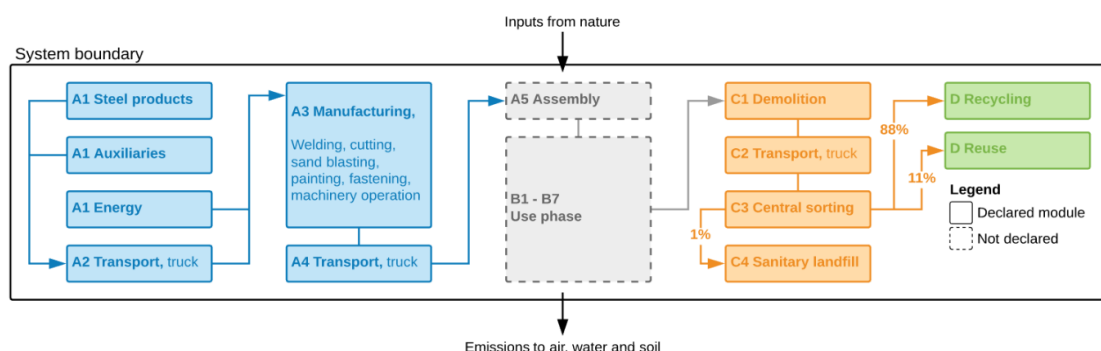 Inputs from nature
System boundary
A1 Steel products
A1 Auxiliaries
A1 Energy
A2 Transport, truck
A3 Manufacturing,
Welding, cutting,
sand blasting,
painting, fastening,
machinery operation
A4 Transport, truck
A5 Assembly
B1 - B7
Use phase
C1 Demolition
C2 Transport, truck
C3 Central sorting
1%
C4 Sanitary landfill
88%
11%
D Recycling
D Reuse
Legend
Declared module
Not declared
Emissions to air, water and soil